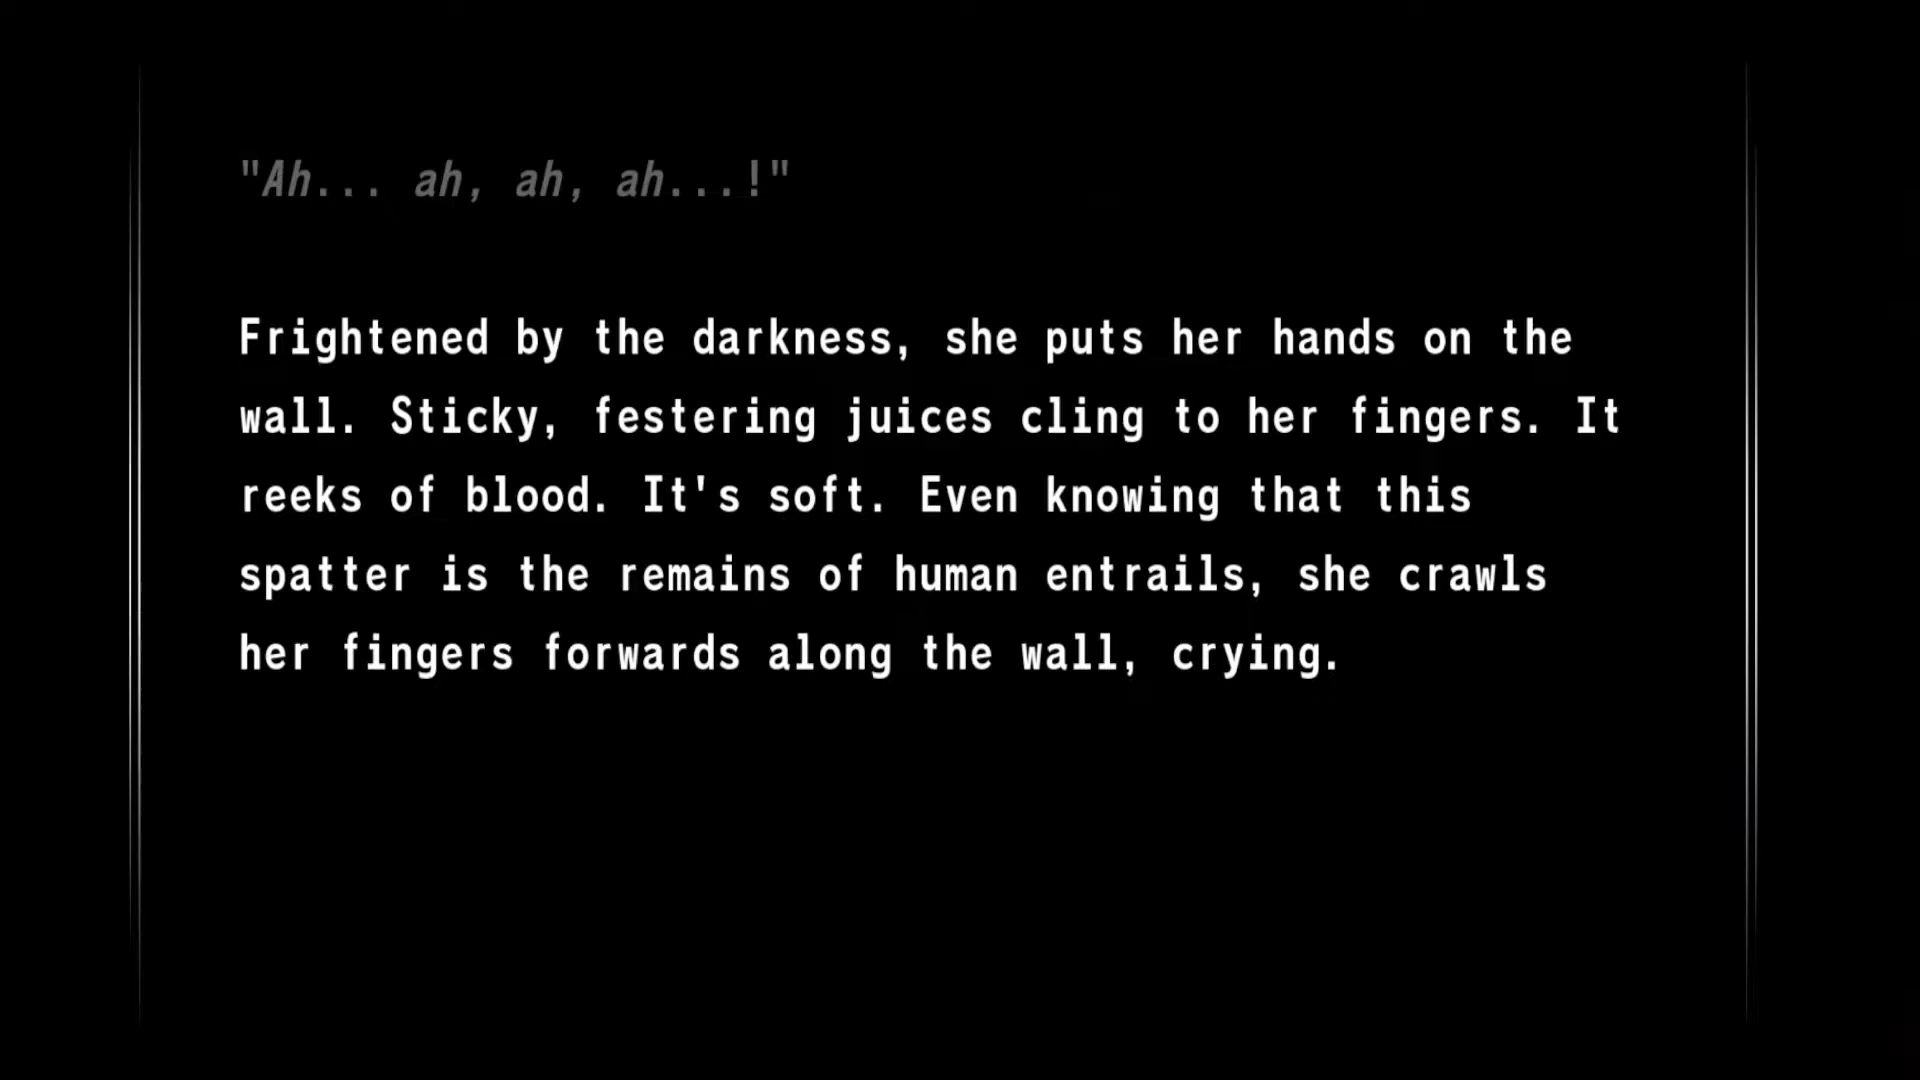 "Ah... ah, ah, ah...!"
Frightened by the darkness, she puts her hands on the
wall. Sticky, festering juices cling to her fingers. It
reeks of blood. It's soft. Even knowing that this
spatter is the remains of human entrails, she crawls
her fingers forwards along the wall, crying.